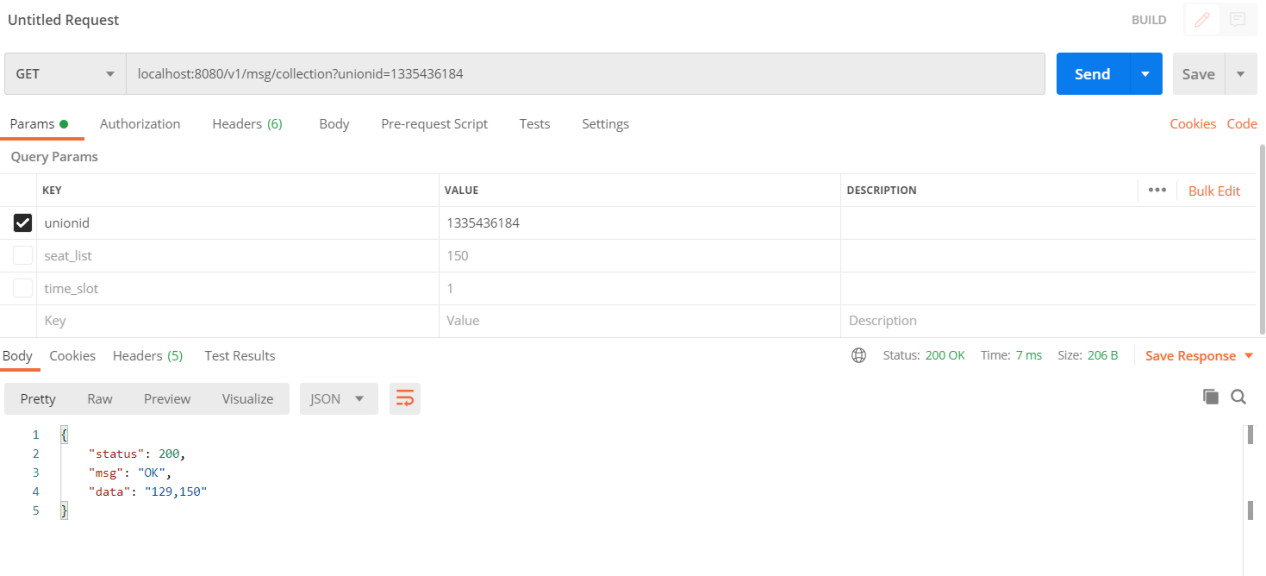 Untitled Request BUILD
GET localhost:8080/v1/msg/collection?unionid=1335436184 Send Save
Params Authorization Headers (6) Body Pre-request Script Tests Settings Cookies Code
Query Params
KEY VALUE DESCRIPTION ••• Bulk Edit
unionid 1335436184
seat_list 150
time_slot 1
Key Value Description
Body Cookies Headers (5) Test Results Status: 200 OK Time: 7 ms Size: 206 B Save Response
Pretty Raw Preview Visualize JSON
1 {
2 "status": 200,
3 "msg": "OK",
4 "data": "129,150"
5 }